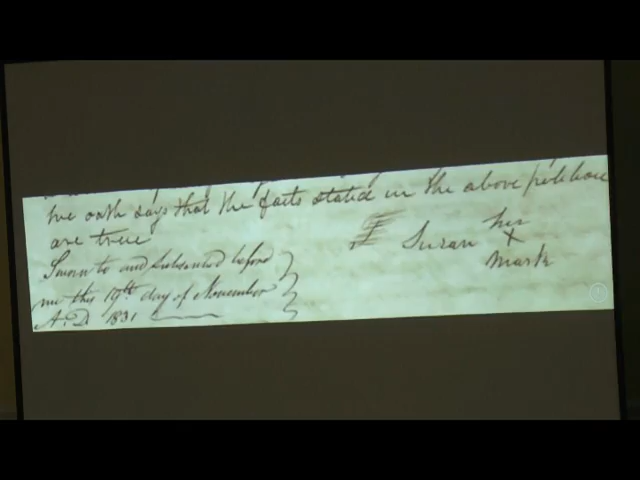 her oath says that the facts stated in the above petition
are true
Susan her
X
mark
Sworn to and subscribed before
me this 19th day of November
A.D. 1831